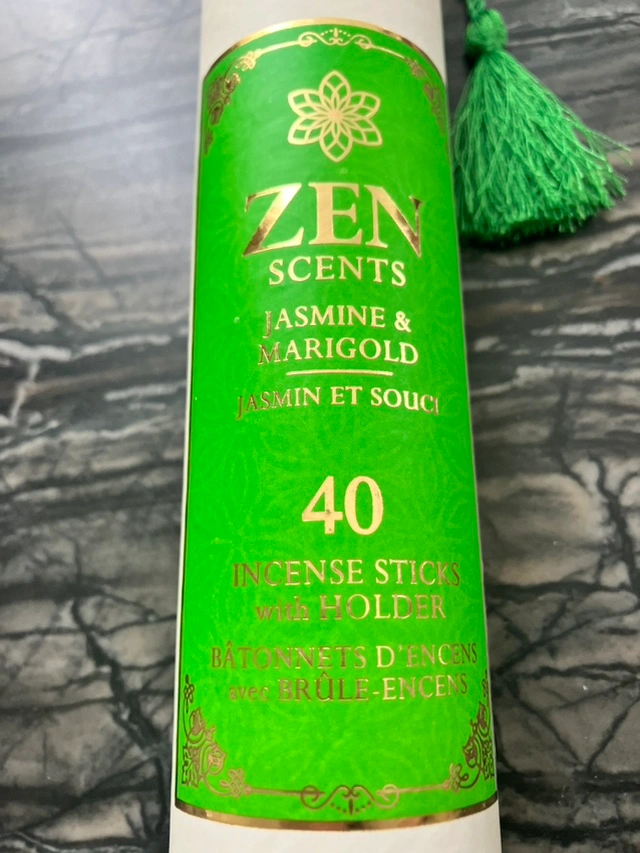 ZEN
SCENTS
JASMINE &
MARIGOLD
JASMIN ET SOUCI
40
INCENSE STICKS
with HOLDER
BÂTONNETS D'ENCENS
avec BRÛLE-ENCENS